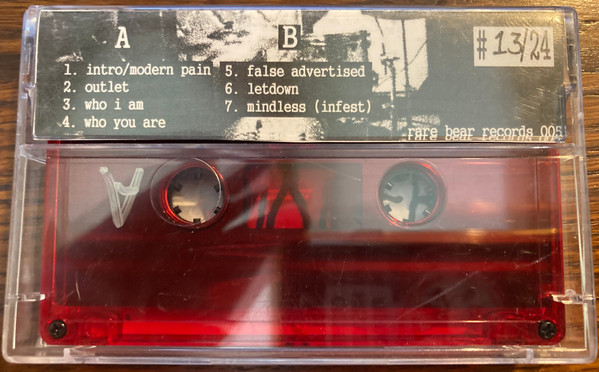 A
1. intro/modern pain
2. outlet
3. who i am
4. who you are
B
5. false advertised
6. letdown
7. mindless (infest)
#13/24
rare bear records 005
A